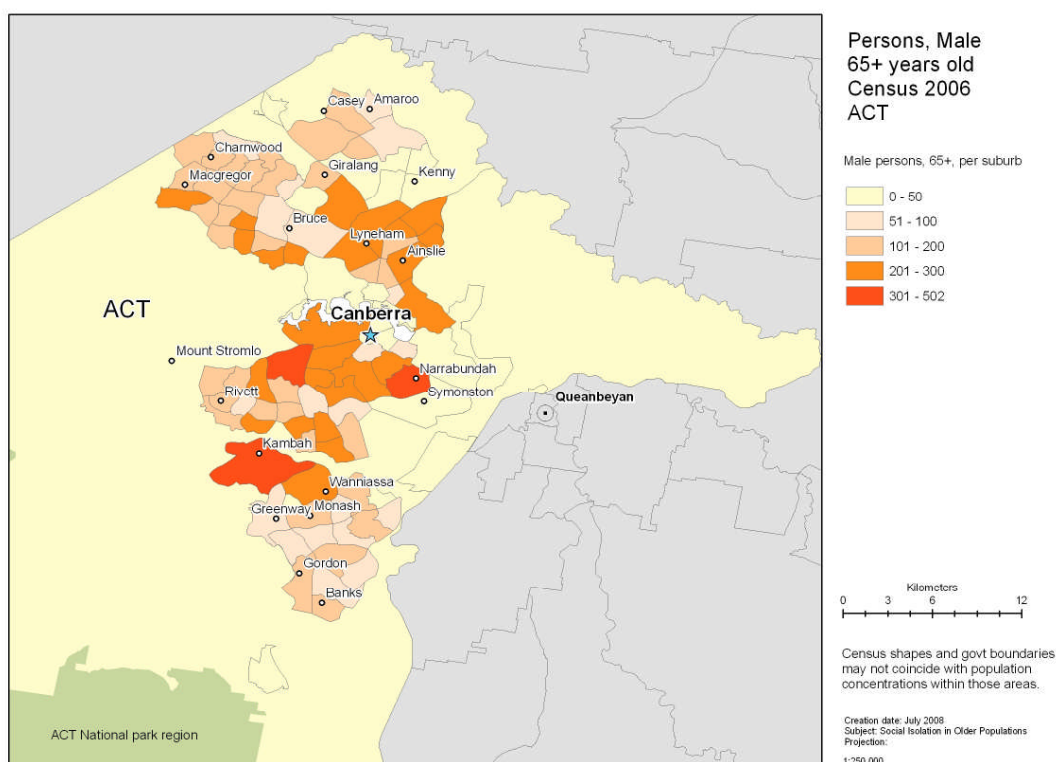 Persons, Male
65+ years old
Census 2006
ACT
Male persons, 65+, per suburb
0 - 50
51 - 100
101 - 200
201 - 300
301 - 502
Casey
Amaroo
Charnwood
Giralang
Kenny
Macgregor
Bruce
Lyneham
Ainslie
ACT
Canberra
Mount Stromlo
Narrabundah
Rivett
Symonston
Queanbeyan
Kambah
Wanniassa
Greenway
Monash
Gordon
Banks
ACT National park region
Kilometers
0 3 6 12
Census shapes and govt boundaries
may not coincide with population
concentrations within those areas.
Creation date: July 2008
Subject: Social Isolation in Older Populations
Projection:
1:250,000